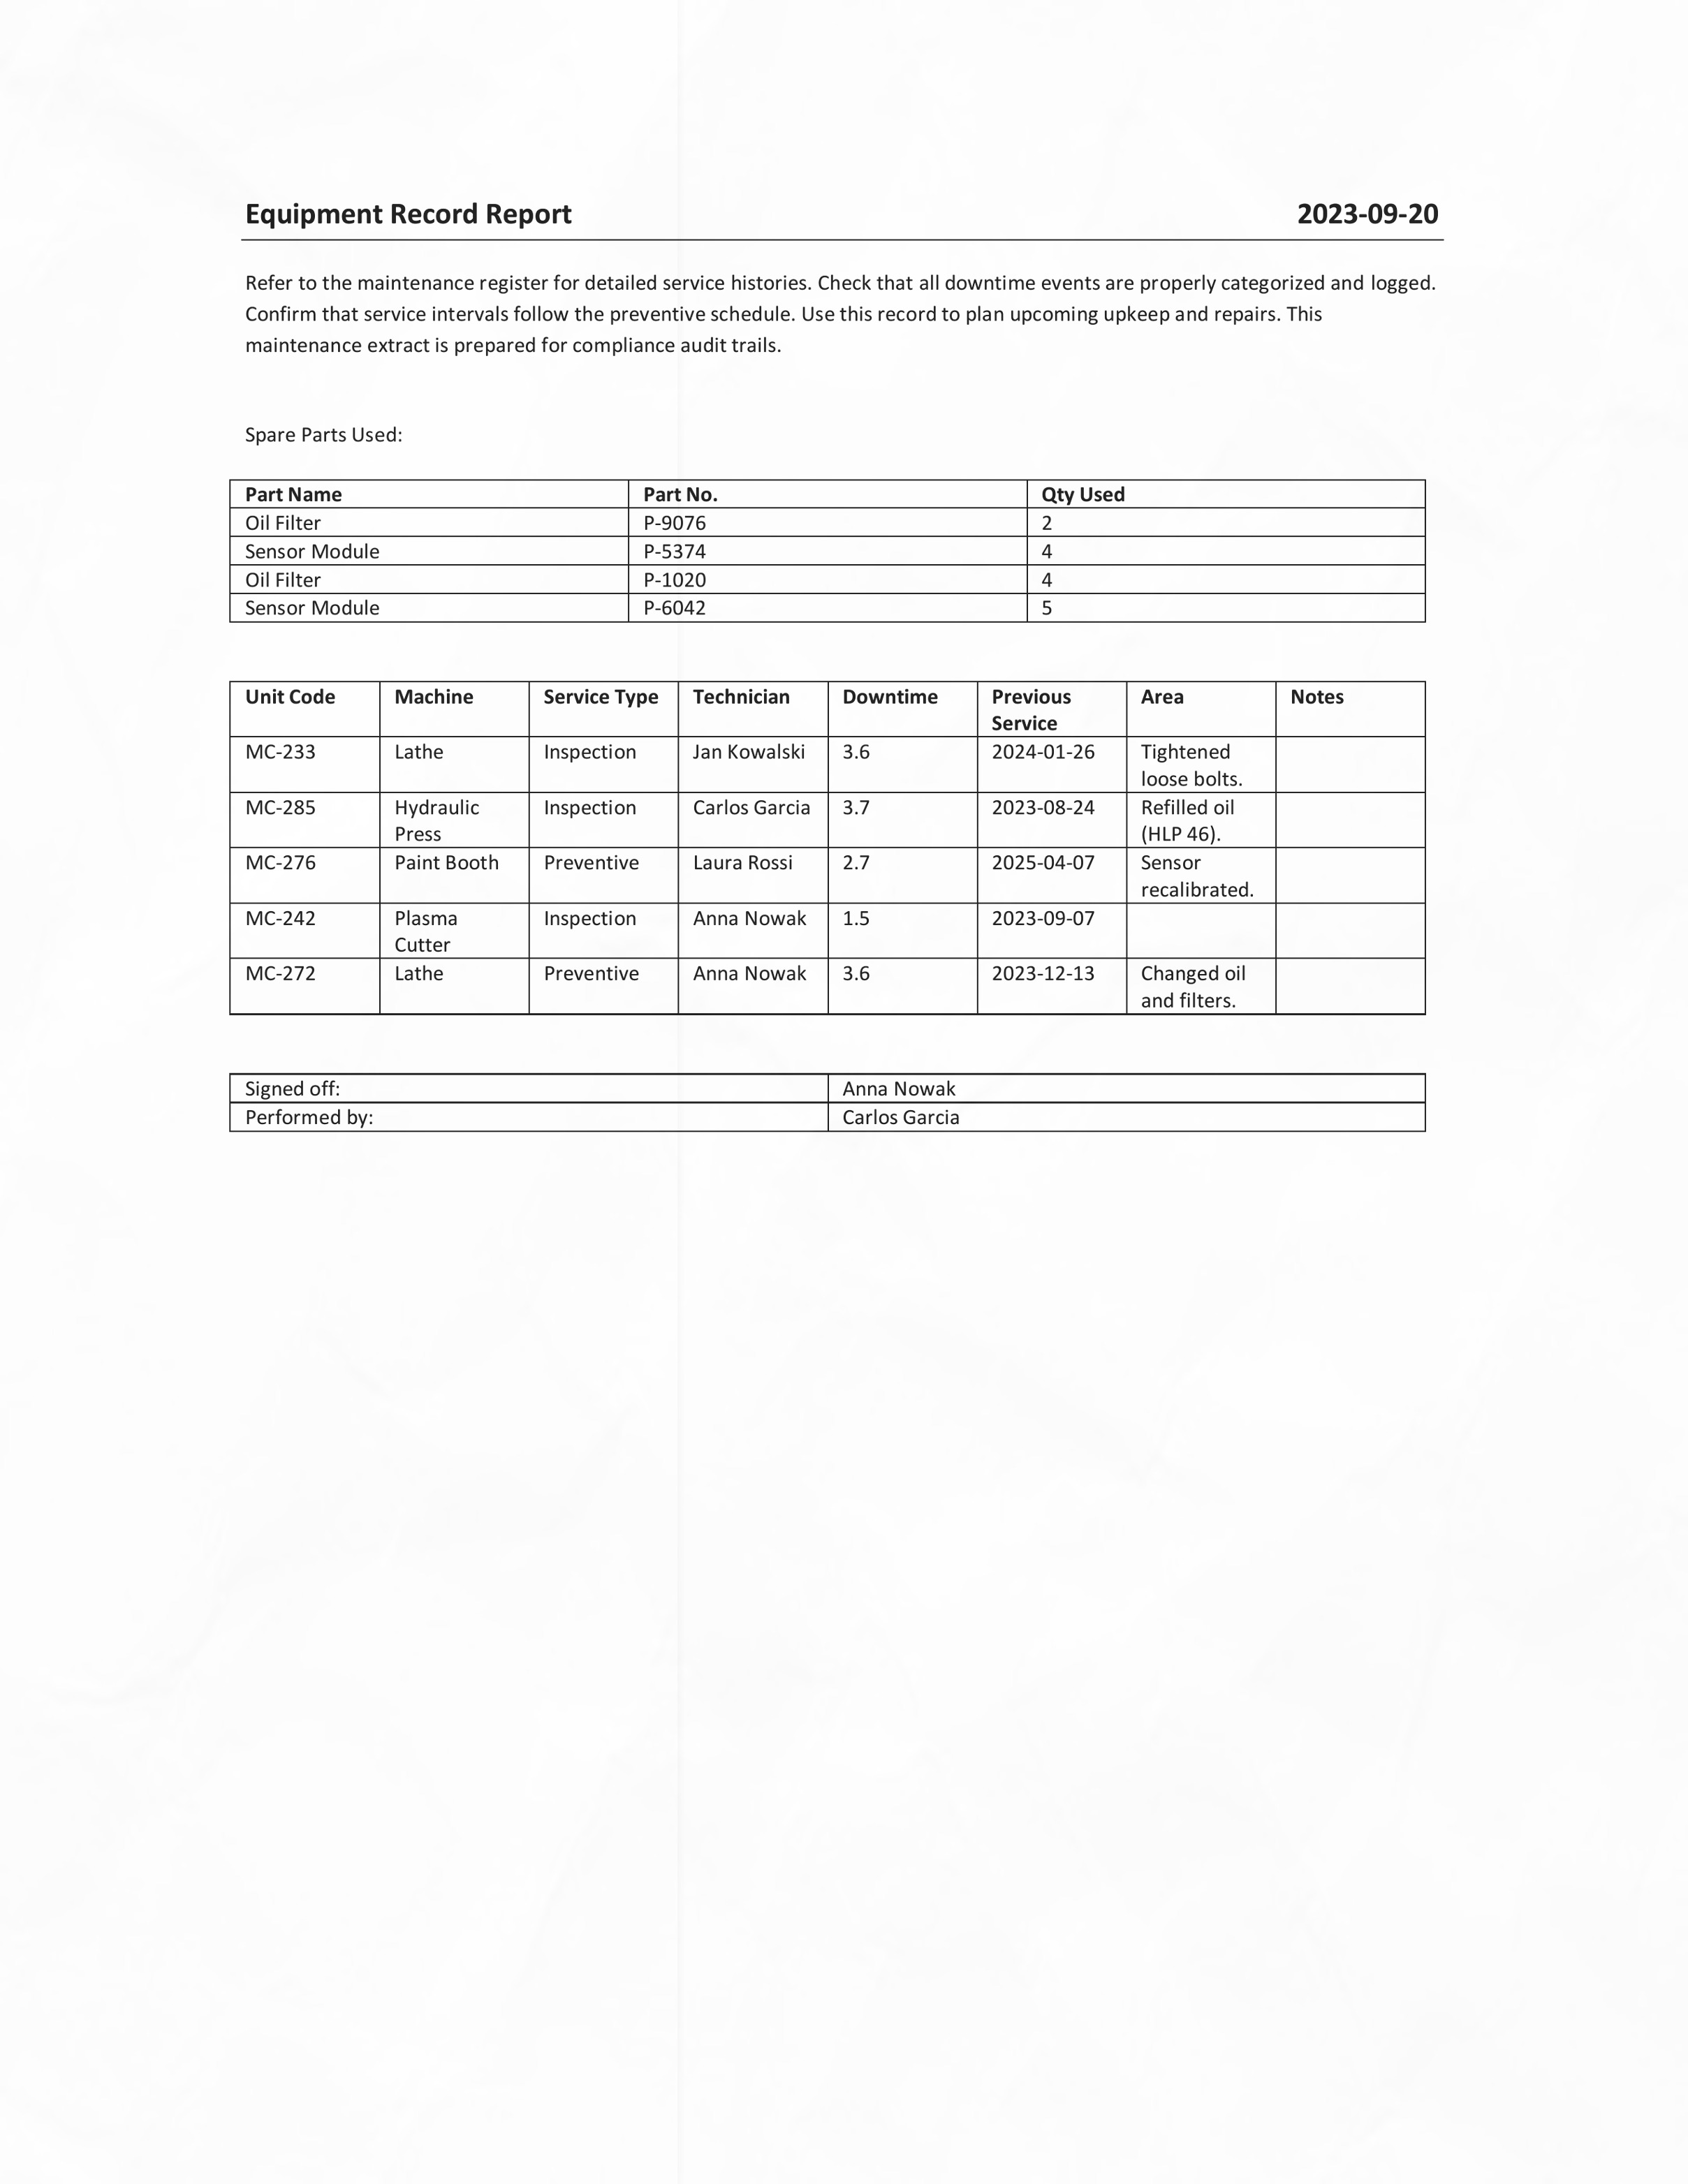 Equipment Record Report 2023-09-20
Refer to the maintenance register for detailed service histories. Check that all downtime events are properly categorized and logged.
Confirm that service intervals follow the preventive schedule. Use this record to plan upcoming upkeep and repairs. This
maintenance extract is prepared for compliance audit trails.
Spare Parts Used:
Part Name Part No. Qty Used
Oil Filter P-9076 2
Sensor Module P-5374 4
Oil Filter P-1020 4
Sensor Module P-6042 5
Unit Code Machine Service Type Technician Downtime Previous Area Notes
Service
MC-233 Lathe Inspection Jan Kowalski 3.6 2024-01-26 Tightened
loose bolts.
MC-285 Hydraulic Inspection Carlos Garcia 3.7 2023-08-24 Refilled oil
Press (HLP 46).
MC-276 Paint Booth Preventive Laura Rossi 2.7 2025-04-07 Sensor
recalibrated.
MC-242 Plasma Inspection Anna Nowak 1.5 2023-09-07
Cutter
MC-272 Lathe Preventive Anna Nowak 3.6 2023-12-13 Changed oil
and filters.
Signed off: Anna Nowak
Performed by: Carlos Garcia